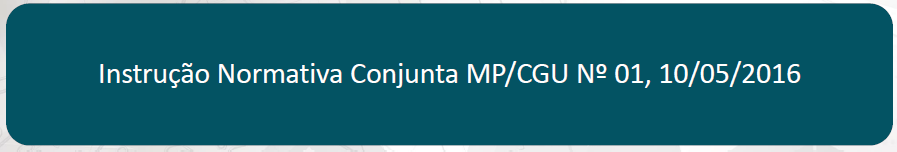 Instrução Normativa Conjunta MP/CGU Nº 01, 10/05/2016